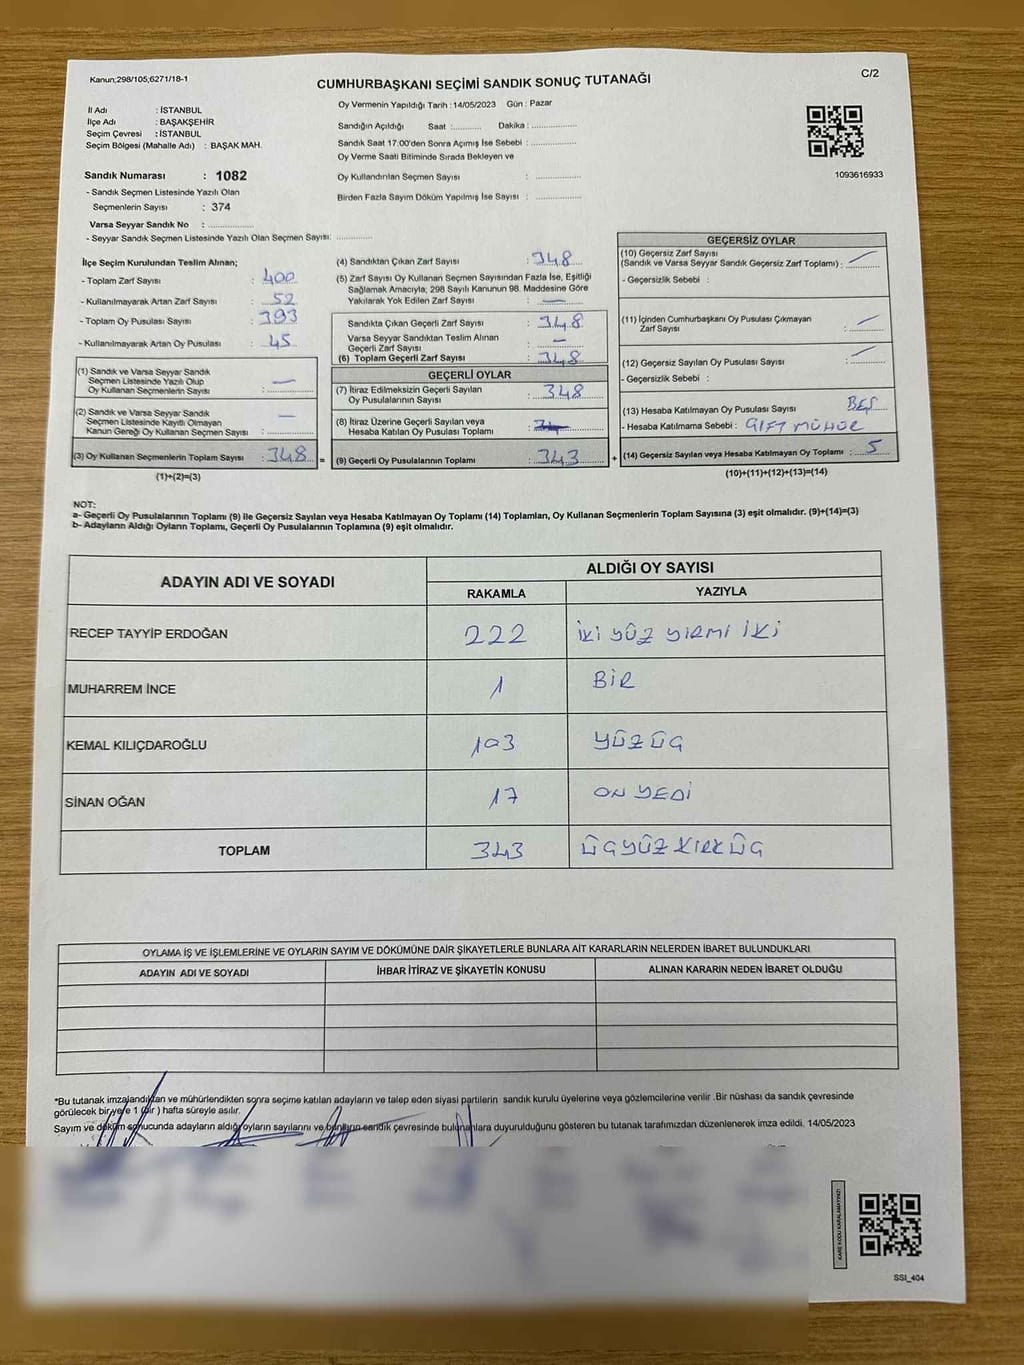 Kanun;298/105,6271/18-1
CUMHURBAŞKANI SEÇİMİ SANDIK SONUÇ TUTANAĞI
C/2
İl Adı : İSTANBUL
İlçe Adı : BAŞAKŞEHİR
Seçim Çevresi : İSTANBUL
Seçim Bölgesi (Mahalle Adı) : BAŞAK MAH.
Oy Vermenin Yapıldığı Tarih : 14/05/2023 Gün : Pazar
Sandığın Açıldığı Saat :........... Dakika :.................
Sandık Saat 17.00'den Sonra Açımış İse Sebebi :.................
Oy Verme Saati Bitiminde Sırada Bekleyen ve
Oy Kullandırılan Seçmen Sayısı : .................
Birden Fazla Sayım Döküm Yapılmış İse Sayısı : .................
1093616933
Sandık Numarası : 1082
- Sandık Seçmen Listesinde Yazılı Olan
Seçmenlerin Sayısı : 374
Varsa Seyyar Sandık No : .................
- Seyyar Sandık Seçmen Listesinde Yazılı Olan Seçmen Sayısı: .............
İlçe Seçim Kurulundan Teslim Alınan;
- Toplam Zarf Sayısı : 400
- Kullanılmayarak Artan Zarf Sayısı : 52
- Toplam Oy Pusulası Sayısı : 393
- Kullanılmayarak Artan Oy Pusulası : 45
(1) Sandık ve Varsa Seyyar Sandık
Seçmen Listesinde Yazılı Olup
Oy Kullanan Seçmenlerin Sayısı : —
(2) Sandık ve Varsa Seyyar Sandık
Seçmen Listesinde Kayıtlı Olmayan
Kanun Gereği Oy Kullanan Seçmen Sayısı : —
(3) Oy Kullanan Seçmenlerin Toplam Sayısı : 348 =
(1)+(2)=(3)
(4) Sandıktan Çıkan Zarf Sayısı : 348
(5) Zarf Sayısı Oy Kullanan Seçmen Sayısından Fazla İse, Eşitliği
Sağlamak Amacıyla; 298 Sayılı Kanunun 98. Maddesine Göre
Yakılarak Yok Edilen Zarf Sayısı : —
Sandıkta Çıkan Geçerli Zarf Sayısı : 348
Varsa Seyyar Sandıktan Teslim Alınan
Geçerli Zarf Sayısı : —
(6) Toplam Geçerli Zarf Sayısı : 348
GEÇERLİ OYLAR
(7) İtiraz Edilmeksizin Geçerli Sayılan
Oy Pusulalarının Sayısı : 348
(8) İtiraz Üzerine Geçerli Sayılan veya
Hesaba Katılan Oy Pusulası Toplamı :
(9) Geçerli Oy Pusulalarının Toplamı : 343 +
GEÇERSİZ OYLAR
(10) Geçersiz Zarf Sayısı
(Sandık ve Varsa Seyyar Sandık Geçersiz Zarf Toplamı) : —
- Geçersizlik Sebebi :
(11) İçinden Cumhurbaşkanı Oy Pusulası Çıkmayan
Zarf Sayısı : —
(12) Geçersiz Sayılan Oy Pusulası Sayısı : —
- Geçersizlik Sebebi :
(13) Hesaba Katılmayan Oy Pusulası Sayısı : BEŞ
- Hesaba Katılmama Sebebi : ÇİFT MÜHÜR
(14) Geçersiz Sayılan veya Hesaba Katılmayan Oy Toplamı : 5
(10)+(11)+(12)+(13)=(14)
NOT:
a- Geçerli Oy Pusulalarının Toplamı (9) ile Geçersiz Sayılan veya Hesaba Katılmayan Oy Toplamı (14) Toplamları, Oy Kullanan Seçmenlerin Toplam Sayısına (3) eşit olmalıdır. (9)+(14)=(3)
b- Adayların Aldığı Oyların Toplamı, Geçerli Oy Pusulalarının Toplamına (9) eşit olmalıdır.
ADAYIN ADI VE SOYADI
ALDIĞI OY SAYISI
RAKAMLA YAZIYLA
RECEP TAYYİP ERDOĞAN 222 İKİ YÜZ YİRMİ İKİ
MUHARREM İNCE 1 BİR
KEMAL KILIÇDAROĞLU 103 YÜZ ÜÇ
SİNAN OĞAN 17 ON YEDİ
TOPLAM 343 ÜÇYÜZ KIRK ÜÇ
OYLAMA İŞ VE İŞLEMLERİNE VE OYLARIN SAYIM VE DÖKÜMÜNE DAİR ŞİKAYETLERLE BUNLARA AİT KARARLARIN NELERDEN İBARET BULUNDUKLARI
ADAYIN ADI VE SOYADI İHBAR İTİRAZ VE ŞİKAYETİN KONUSU ALINAN KARARIN NEDEN İBARET OLDUĞU
*Bu tutanak imzalandıktan ve mühürlendikten sonra seçime katılan adayların ve talep eden siyasi partilerin sandık kurulu üyelerine veya gözlemcilerine verilir .Bir nüshası da sandık çevresinde
görülecek bir yere 1 (bir ) hafta süreyle asılır.
Sayım ve döküm sonucunda adayların aldığı oyların sayılarını ve bunların sandık çevresinde bulunanlara duyurulduğunu gösteren bu tutanak tarafımızdan düzenlenerek imza edildi. 14/05/2023
KARE KODU KARALAMAYINIZ!
SSI_404